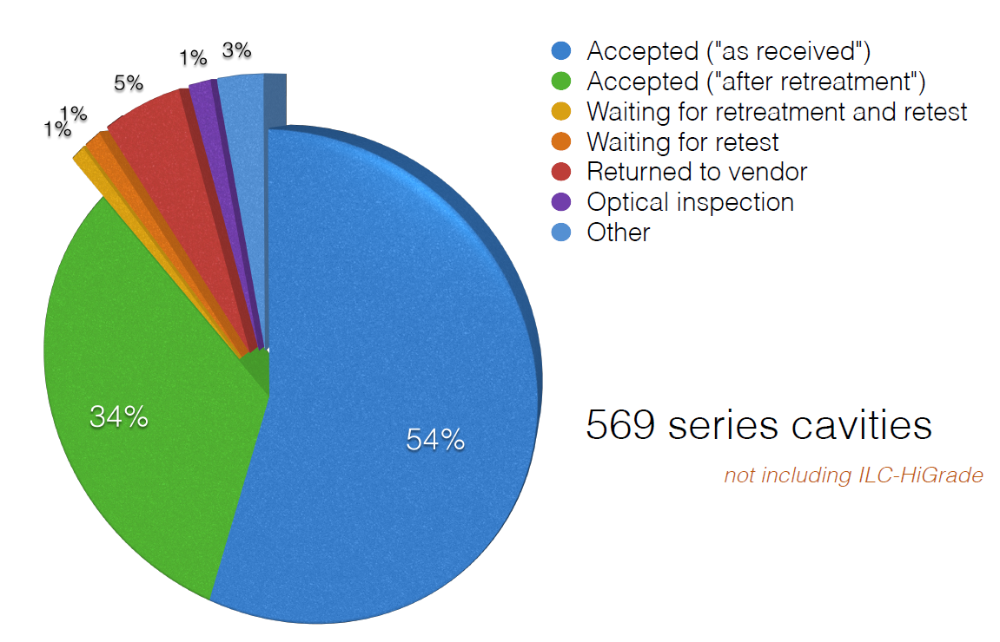 1%
3%
5%
1%
1%
34%
54%
Accepted ("as received")
Accepted ("after retreatment")
Waiting for retreatment and retest
Waiting for retest
Returned to vendor
Optical inspection
Other
569 series cavities
not including ILC-HiGrade